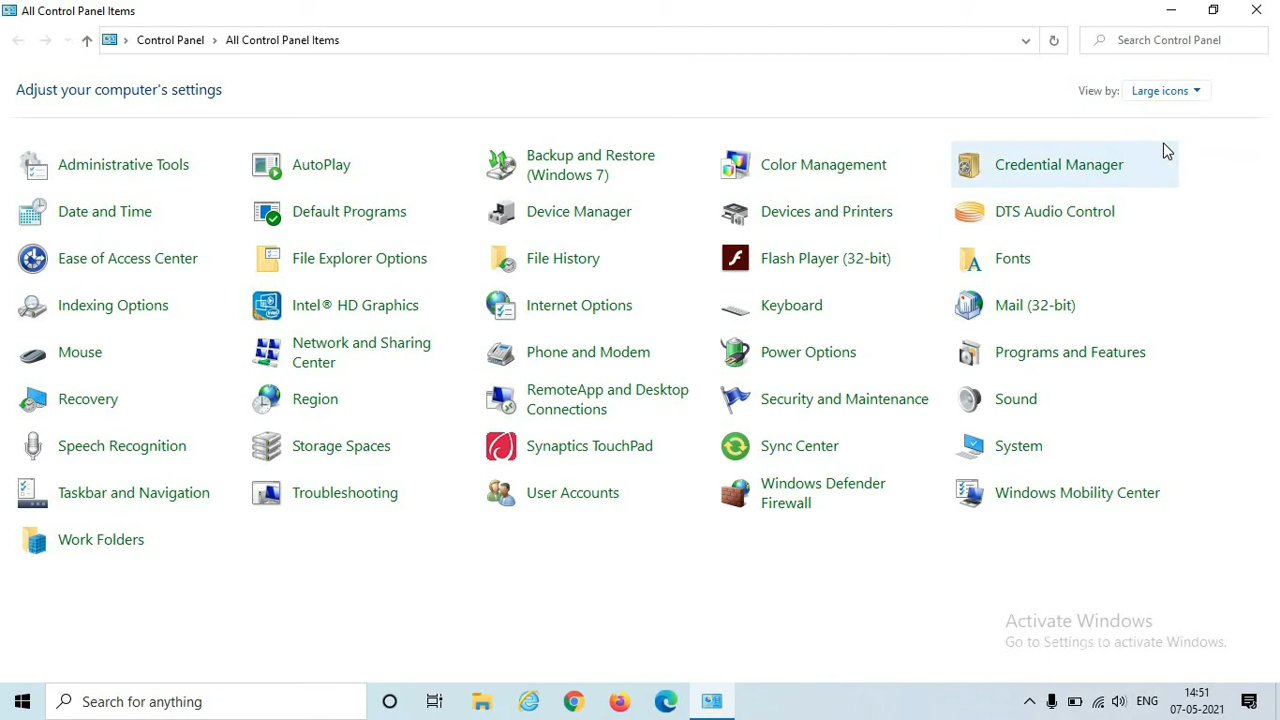 All Control Panel Items
Control Panel > All Control Panel Items
Search Control Panel
Adjust your computer's settings
View by: Large icons
Administrative Tools
AutoPlay
Backup and Restore
(Windows 7)
Color Management
Credential Manager
Date and Time
Default Programs
Device Manager
Devices and Printers
DTS Audio Control
Ease of Access Center
File Explorer Options
File History
Flash Player (32-bit)
Fonts
Indexing Options
Intel® HD Graphics
Internet Options
Keyboard
Mail (32-bit)
Mouse
Network and Sharing
Center
Phone and Modem
Power Options
Programs and Features
Recovery
Region
RemoteApp and Desktop
Connections
Security and Maintenance
Sound
Speech Recognition
Storage Spaces
Synaptics TouchPad
Sync Center
System
Taskbar and Navigation
Troubleshooting
User Accounts
Windows Defender
Firewall
Windows Mobility Center
Work Folders
Activate Windows
Go to Settings to activate Windows.
Search for anything
ENG
14:51
07-05-2021